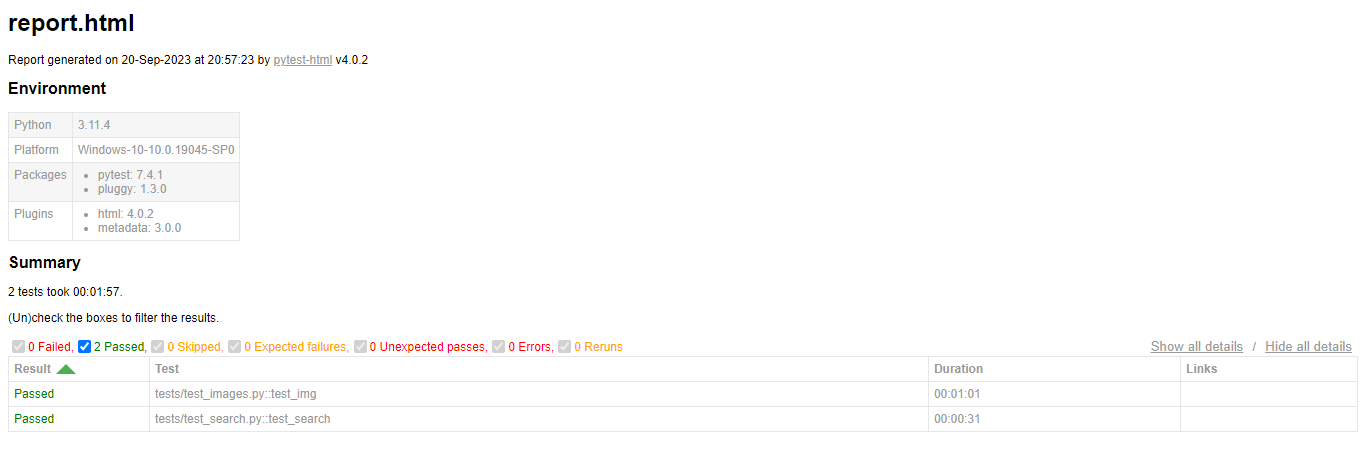 report.html
Report generated on 20-Sep-2023 at 20:57:23 by pytest-html v4.0.2
Environment
Python 3.11.4
Platform Windows-10-10.0.19045-SP0
Packages
pytest: 7.4.1
pluggy: 1.3.0
Plugins
html: 4.0.2
metadata: 3.0.0
Summary
2 tests took 00:01:57.
(Un)check the boxes to filter the results.
0 Failed, 2 Passed, 0 Skipped, 0 Expected failures, 0 Unexpected passes, 0 Errors, 0 Reruns Show all details / Hide all details
Result Test Duration Links
Passed tests/test_images.py::test_img 00:01:01
Passed tests/test_search.py::test_search 00:00:31